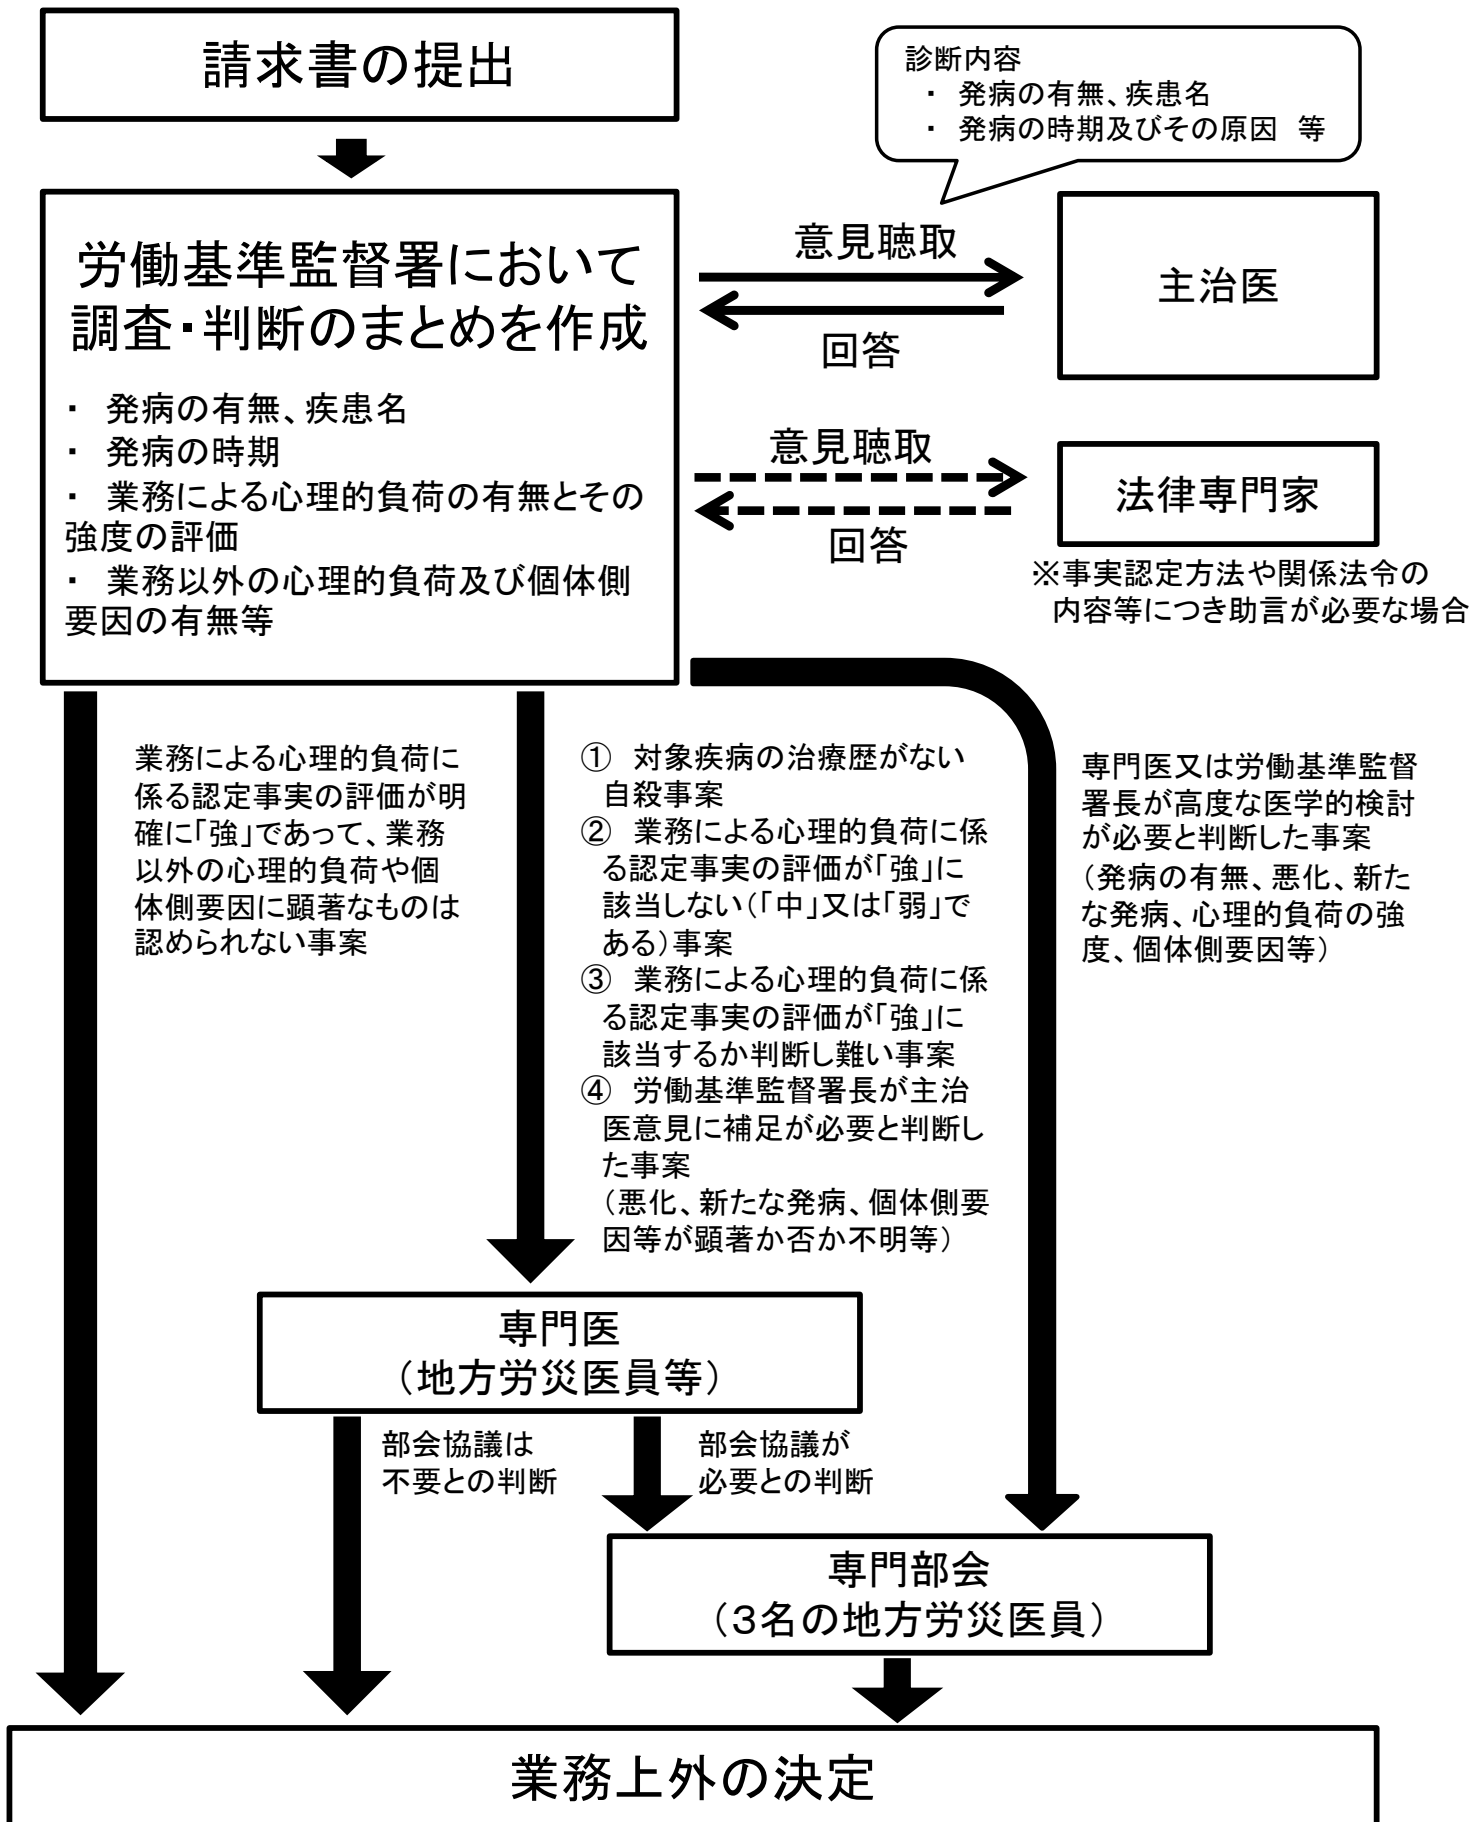 請求書の提出
診断内容
・ 発病の有無、疾患名
・ 発病の時期及びその原因 等
労働基準監督署において
調査・判断のまとめを作成
・ 発病の有無、疾患名
・ 発病の時期
・ 業務による心理的負荷の有無とその
強度の評価
・ 業務以外の心理的負荷及び個体側
要因の有無等
意見聴取
回答
主治医
意見聴取
回答
法律専門家
※事実認定方法や関係法令の
内容等につき助言が必要な場合
業務による心理的負荷に
係る認定事実の評価が明
確に「強」であって、業務
以外の心理的負荷や個
体側要因に顕著なものは
認められない事案
① 対象疾病の治療歴がない
自殺事案
② 業務による心理的負荷に係
る認定事実の評価が「強」に
該当しない(「中」又は「弱」で
ある)事案
③ 業務による心理的負荷に係
る認定事実の評価が「強」に
該当するか判断し難い事案
④ 労働基準監督署長が主治
医意見に補足が必要と判断し
た事案
(悪化、新たな発病、個体側要
因等が顕著か否か不明等)
専門医又は労働基準監督
署長が高度な医学的検討
が必要と判断した事案
(発病の有無、悪化、新た
な発病、心理的負荷の強
度、個体側要因等)
専門医
(地方労災医員等)
部会協議は
不要との判断
部会協議が
必要との判断
専門部会
(3名の地方労災医員)
業務上外の決定